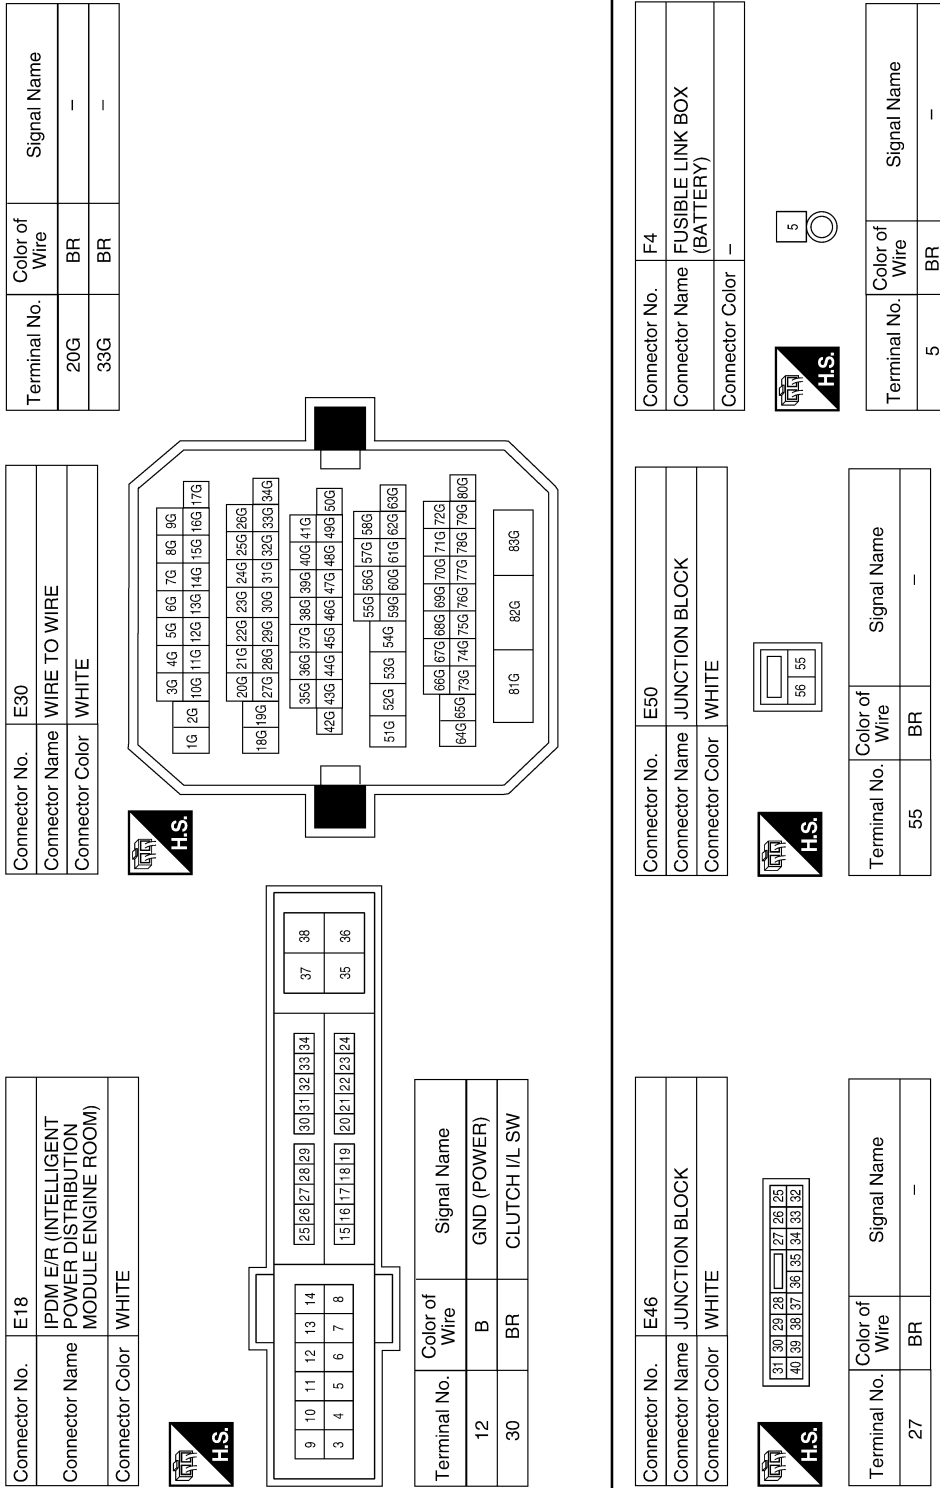 Connector No. E18
Connector Name IPDM E/R (INTELLIGENT
POWER DISTRIBUTION
MODULE ENGINE ROOM)
Connector Color WHITE
H.S.
9 10 11 12 13 14
3 4 5 6 7 8
25 26 27 28 29 30 31 32 33 34
15 16 17 18 19 20 21 22 23 24
37 38
35 36
Terminal No. Color of
Wire Signal Name
12 B GND (POWER)
30 BR CLUTCH I/L SW
Connector No. E30
Connector Name WIRE TO WIRE
Connector Color WHITE
H.S.
3G 4G 5G 6G 7G 8G 9G
1G 2G 10G 11G 12G 13G 14G 15G 16G 17G
20G 21G 22G 23G 24G 25G 26G
18G 19G 27G 28G 29G 30G 31G 32G 33G 34G
35G 36G 37G 38G 39G 40G 41G
42G 43G 44G 45G 46G 47G 48G 49G 50G
55G 56G 57G 58G
51G 52G 53G 54G 59G 60G 61G 62G 63G
66G 67G 68G 69G 70G 71G 72G
64G 65G 73G 74G 75G 76G 77G 78G 79G 80G
81G 82G 83G
Terminal No. Color of
Wire Signal Name
20G BR –
33G BR –
Connector No. E46
Connector Name JUNCTION BLOCK
Connector Color WHITE
H.S.
31 30 29 28 27 26 25
40 39 38 37 36 35 34 33 32
Terminal No. Color of
Wire Signal Name
27 BR –
Connector No. E50
Connector Name JUNCTION BLOCK
Connector Color WHITE
H.S.
56 55
Terminal No. Color of
Wire Signal Name
55 BR –
Connector No. F4
Connector Name FUSIBLE LINK BOX
(BATTERY)
Connector Color –
H.S.
5
Terminal No. Color of
Wire Signal Name
5 BR –